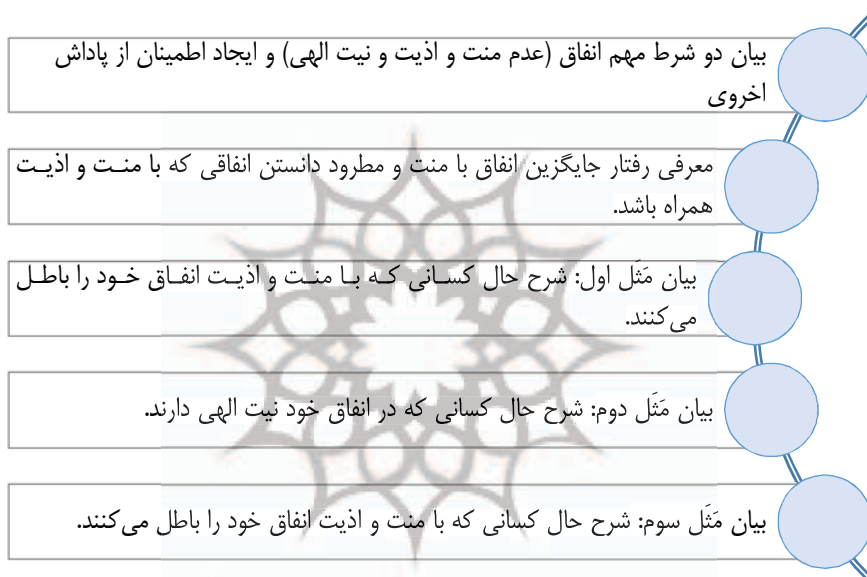 بیان دو شرط مهم انفاق (عدم منت و اذیت و نیت الهی) و ایجاد اطمینان از پاداش
اخروی
معرفی رفتار جایگزین انفاق با منت و مطرود دانستن انفاقی که با منت و اذیت
همراه باشد.
بیان مَثَل اول: شرح حال کسانی که با منت و اذیت انفاق خود را باطل
می‌کنند.
بیان مَثَل دوم: شرح حال کسانی که در انفاق خود نیت الهی دارند.
بیان مَثَل سوم: شرح حال کسانی که با منت و اذیت انفاق خود را باطل می‌کنند.